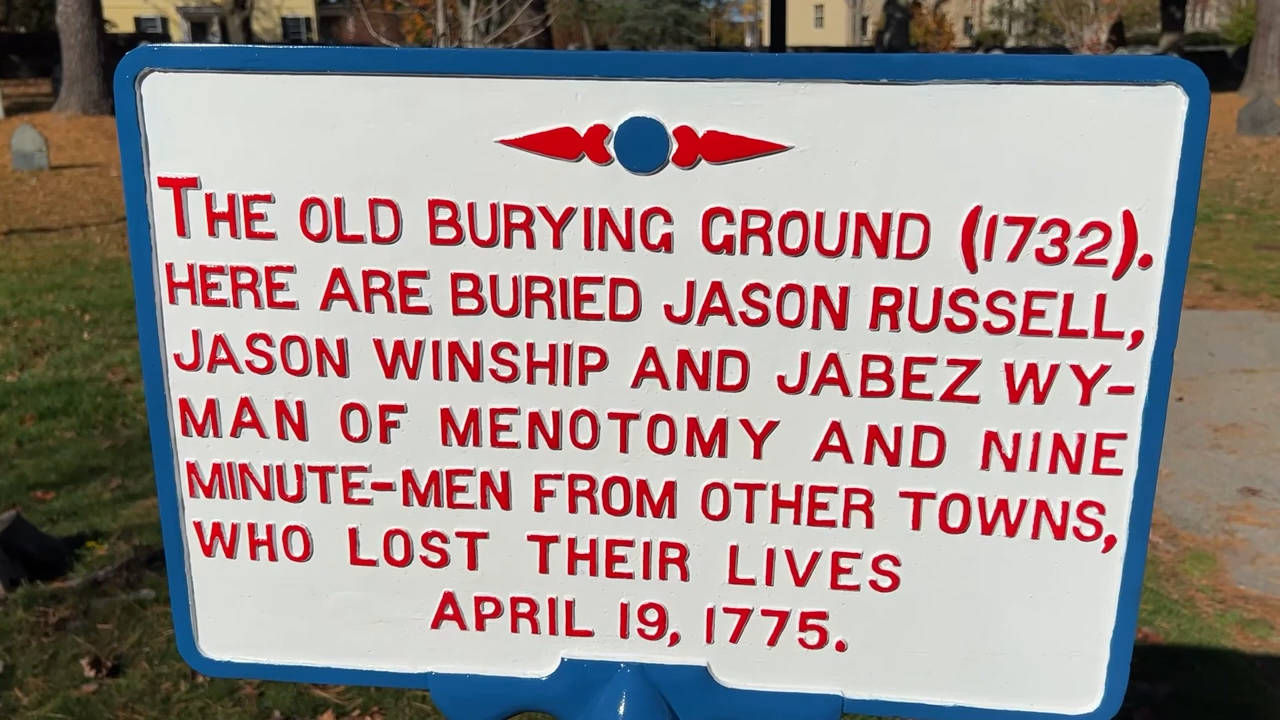 THE OLD BURYING GROUND (1732).
HERE ARE BURIED JASON RUSSELL,
JASON WINSHIP AND JABEZ WY-
MAN OF MENOTOMY AND NINE
MINUTE-MEN FROM OTHER TOWNS,
WHO LOST THEIR LIVES
APRIL 19, 1775.